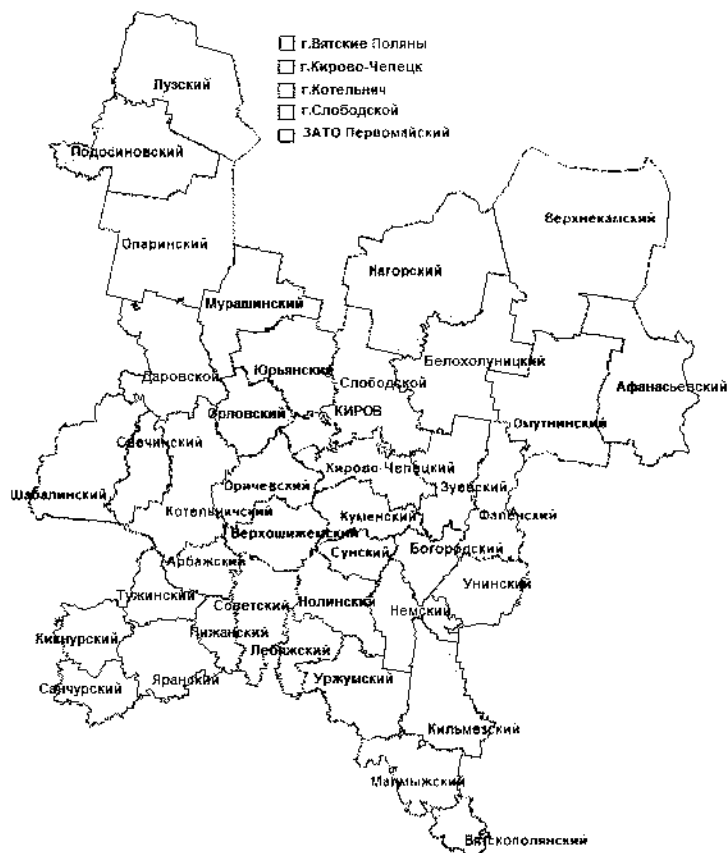 г.Вятские Поляны
г.Кирово-Чепецк
г.Котельнич
г.Слободской
ЗАТО Первомайский
Лузский
Подосиновский
Опаринский
Верхнекамский
Нагорский
Мурашинский
Юрьянский
Даровской
Слободской
Белохолуницкий
Афанасьевский
Орловский
КИРОВ
Омутнинский
Свечинский
Шабалинский
Оричевский
Кирово-Чепецкий
Зуевский
Котельничский
Куменский
Фаленский
Верхошижемский
Сунский
Богородский
Арбажский
Унинский
Тужинский
Советский
Нолинский
Немский
Кикнурский
Пижанский
Лебяжский
Санчурский
Яранский
Уржумский
Кильмезский
Малмыжский
Вятскополянский